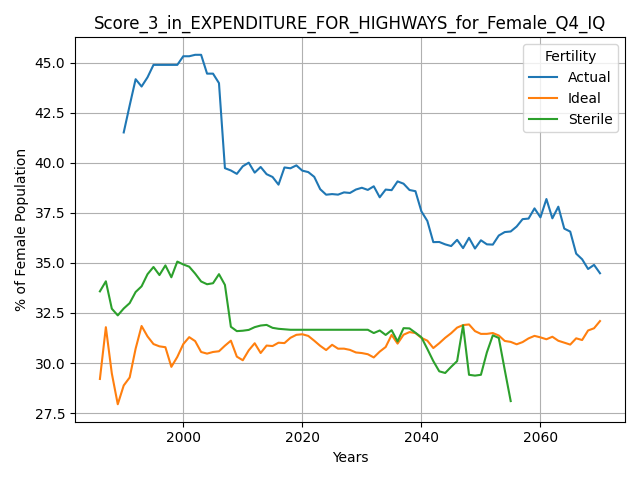 Score_3_in_EXPENDITURE_FOR_HIGHWAYS_for_Female_Q4_IQ
Fertility
Actual
Ideal
Sterile
% of Female Population
45.0
42.5
40.0
37.5
35.0
32.5
30.0
27.5
2000
2020
2040
2060
Years